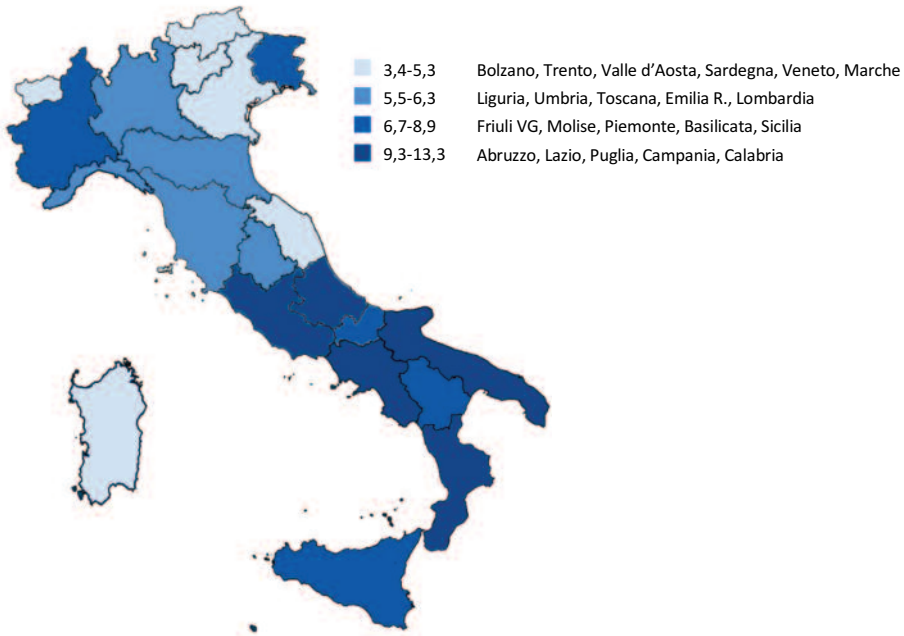 3,4-5,3 Bolzano, Trento, Valle d’Aosta, Sardegna, Veneto, Marche
5,5-6,3 Liguria, Umbria, Toscana, Emilia R., Lombardia
6,7-8,9 Friuli VG, Molise, Piemonte, Basilicata, Sicilia
9,3-13,3 Abruzzo, Lazio, Puglia, Campania, Calabria